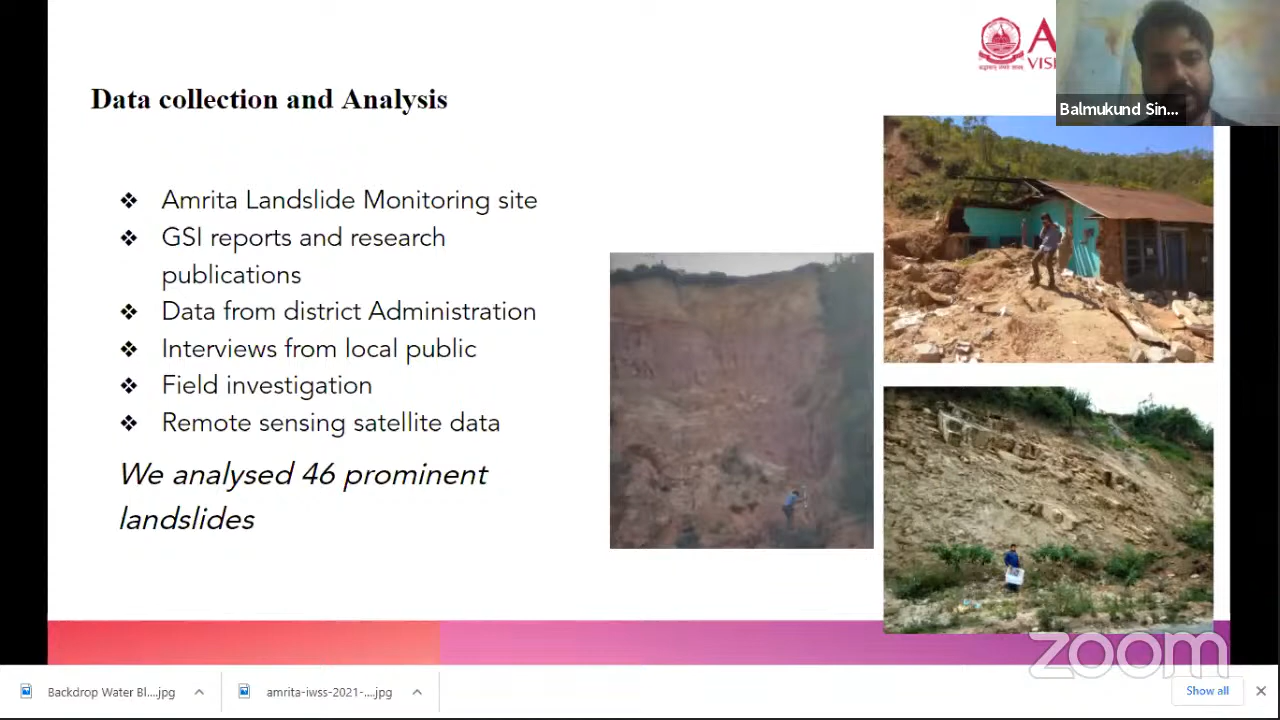 A
VIS
Balmukund Sin...
Data collection and Analysis
❖ Amrita Landslide Monitoring site
❖ GSI reports and research
publications
❖ Data from district Administration
❖ Interviews from local public
❖ Field investigation
❖ Remote sensing satellite data
We analysed 46 prominent
landslides
zoom
Backdrop Water Bl....jpg
amrita-iwss-2021-....jpg
Show all